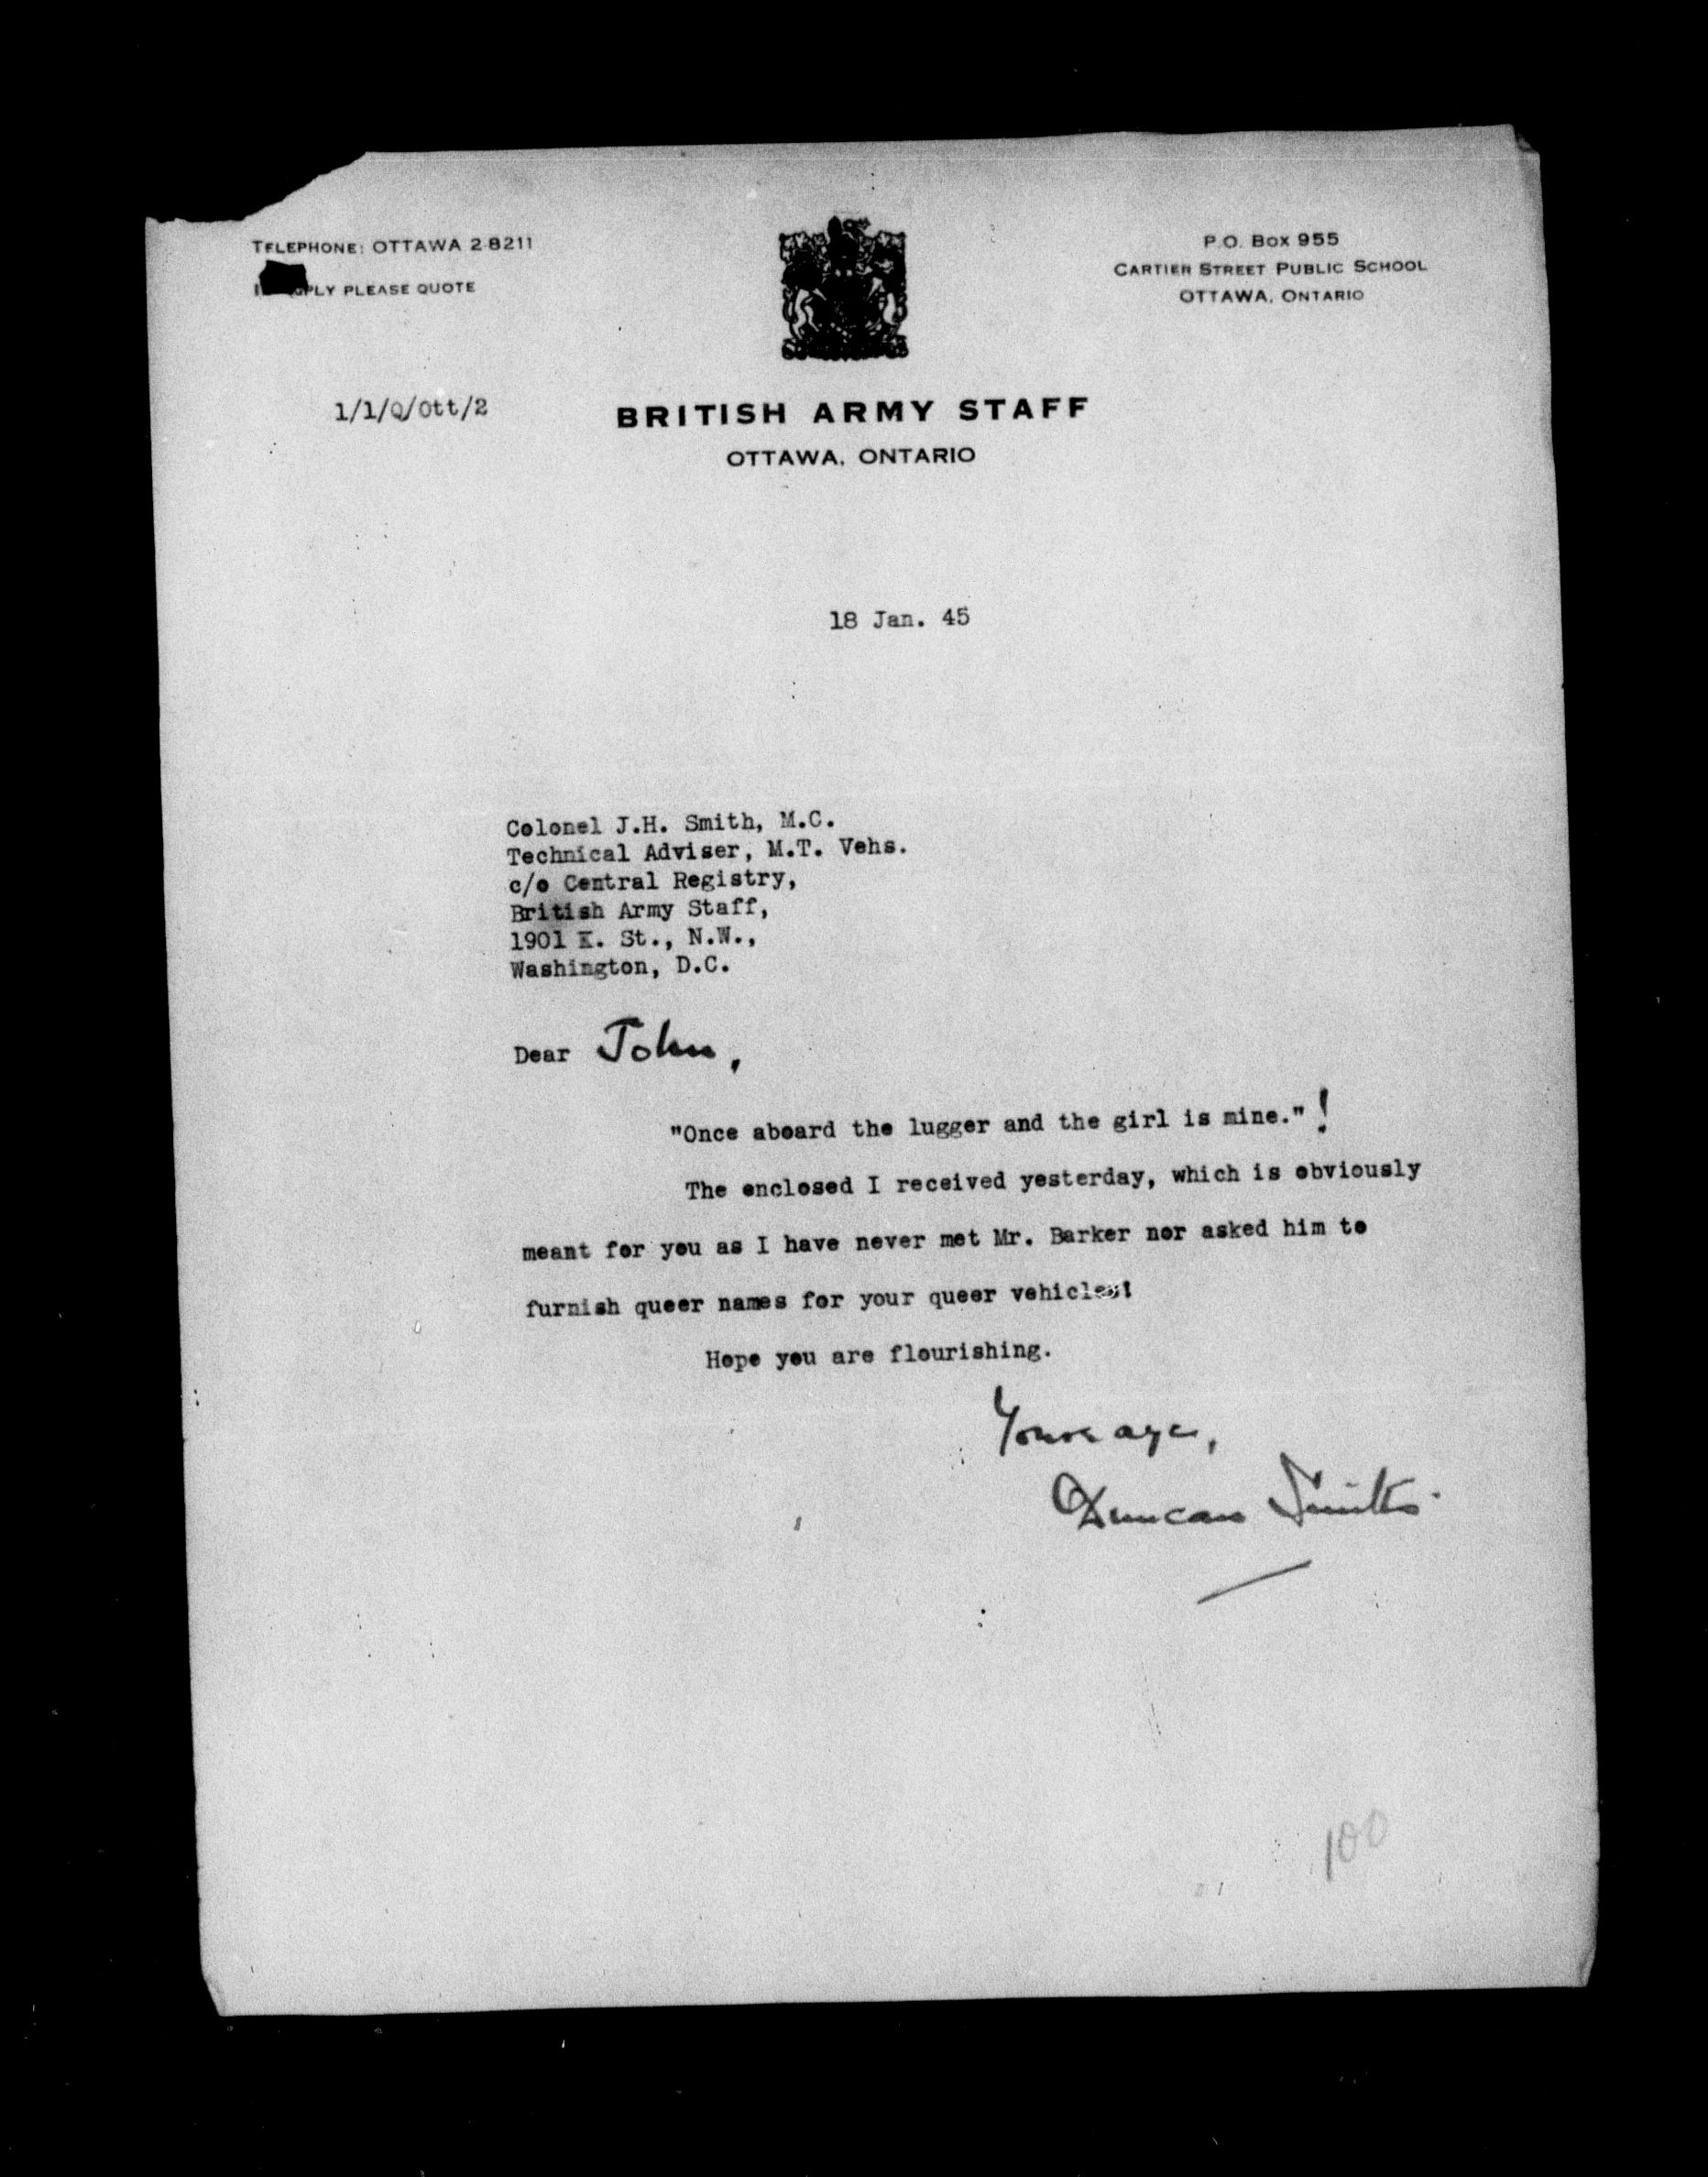 TELEPHONE: OTTAWA 2-8211
PLEASE QUOTE
P.O. BOX 955
CARTIER STREET PUBLIC SCHOOL
OTTAWA, ONTARIO
1/1/Q/Ott/2
BRITISH ARMY STAFF
OTTAWA, ONTARIO
18 Jan. 45
Colonel J.H. Smith, M.C.
Technical Adviser, M.T. Vehs.
c/o Central Registry,
British Army Staff,
1901 K. St., N.W.,
Washington, D.C.
Dear John,
"Once aboard the lugger and the girl is mine."!
The enclosed I received yesterday, which is obviously
meant for you as I have never met Mr. Barker nor asked him to
furnish queer names for your queer vehicles!
Hope you are flourishing.
Yours
Duncan Smith.
100